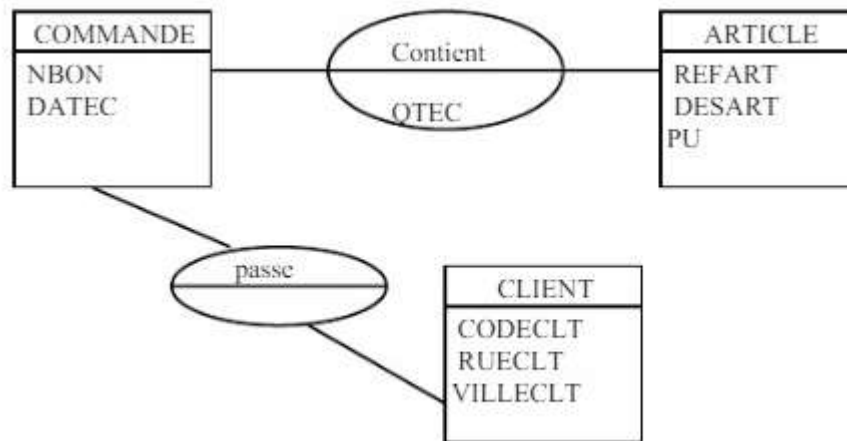 COMMANDE
NBON
DATEC
Contient
QTEC
ARTICLE
REFART
DESART
PU
passe
CLIENT
CODECLT
RUECLT
VILLECLT